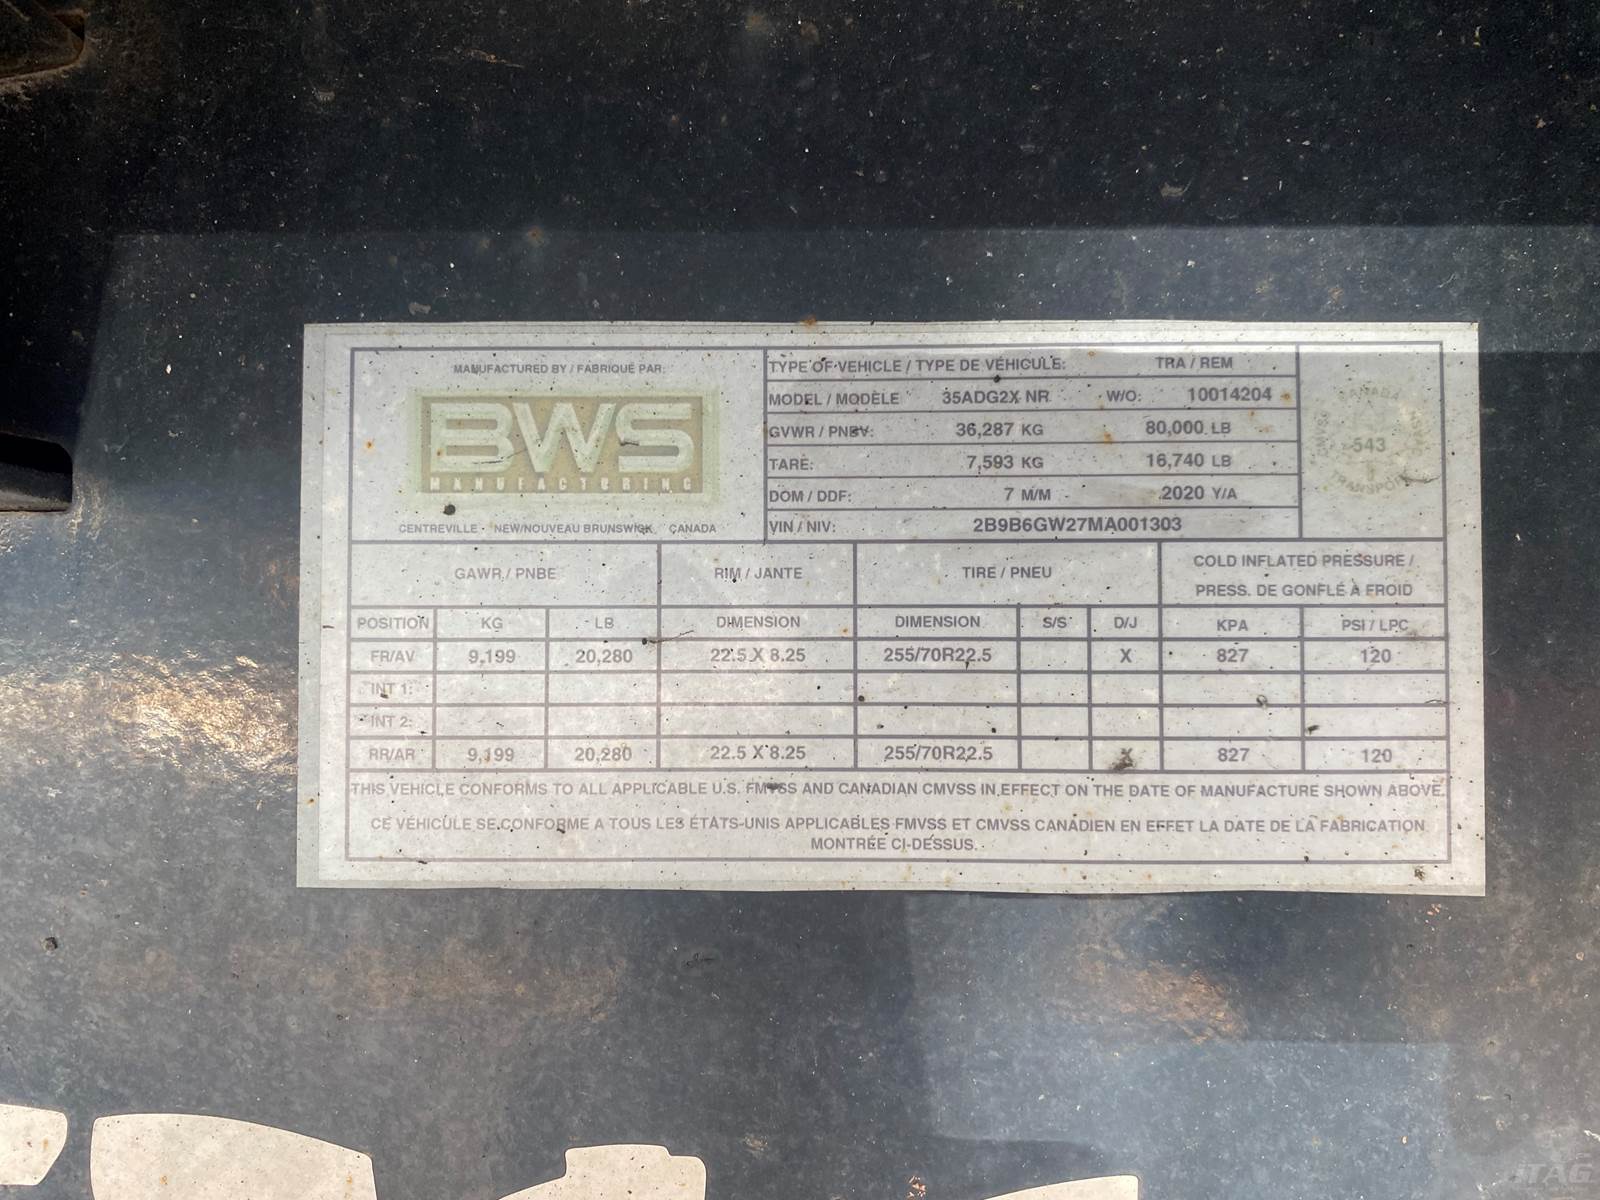 MANUFACTURED BY / FABRIQUÉ PAR:
BWS
MANUFACTURING
CENTREVILLE - NEW/NOUVEAU BRUNSWICK CANADA
TYPE OF VEHICLE / TYPE DE VÉHICULE: TRA / REM
MODEL / MODÈLE 35ADG2X NR W/O: 10014204
GVWR / PNBV: 36,287 KG 80,000 LB
TARE: 7,593 KG 16,740 LB
DOM / DDF: 7 M/M - 2020 Y/A
VIN / NIV: 2B9B6GW27MA001303
CANADA
543
TRANSPORT
GAWR / PNBE RIM / JANTE TIRE / PNEU COLD INFLATED PRESSURE /
PRESS. DE GONFLÉ À FROID
POSITION KG LB DIMENSION DIMENSION S/S D/J KPA PSI / LPC
FR/AV 9,199 20,280 22.5 X 8.25 255/70R22.5 X 827 120
INT 1:
INT 2:
RR/AR 9,199 20,280 22.5 X 8.25 255/70R22.5 X 827 120
THIS VEHICLE CONFORMS TO ALL APPLICABLE U.S. FMVSS AND CANADIAN CMVSS IN EFFECT ON THE DATE OF MANUFACTURE SHOWN ABOVE.
CE VÉHICULE SE CONFORME A TOUS LES ÉTATS-UNIS APPLICABLES FMVSS ET CMVSS CANADIEN EN EFFET LA DATE DE LA FABRICATION
MONTRÉE CI-DESSUS.
JTAG